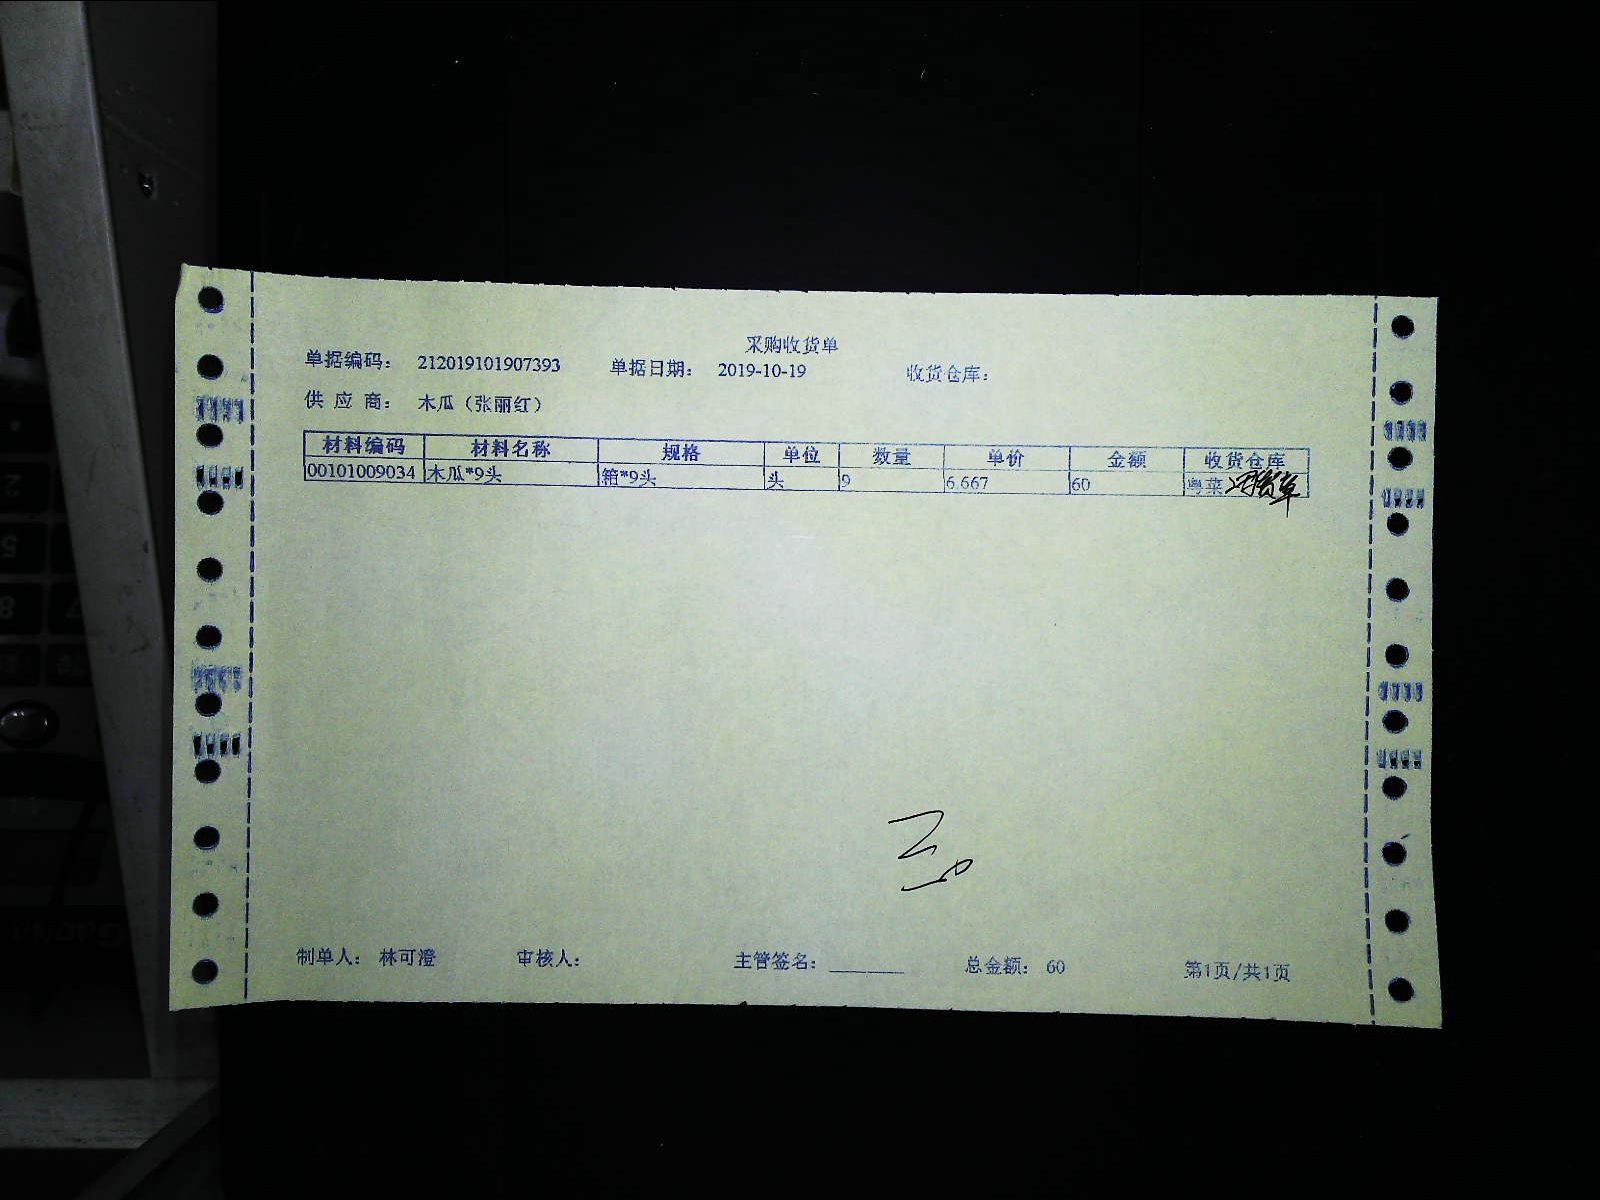 采购收货单
单据编码： 212019101907393 单据日期： 2019-10-19 收货仓库：
供 应 商： 木瓜（张丽红）
材料编码 材料名称 规格 单位 数量 单价 金额 收货仓库
00101009034 木瓜*9头 箱*9头 头 9 6.667 60 粤菜
制单人： 林可澄 审核人： 主管签名：________ 总金额： 60 第1页/共1页